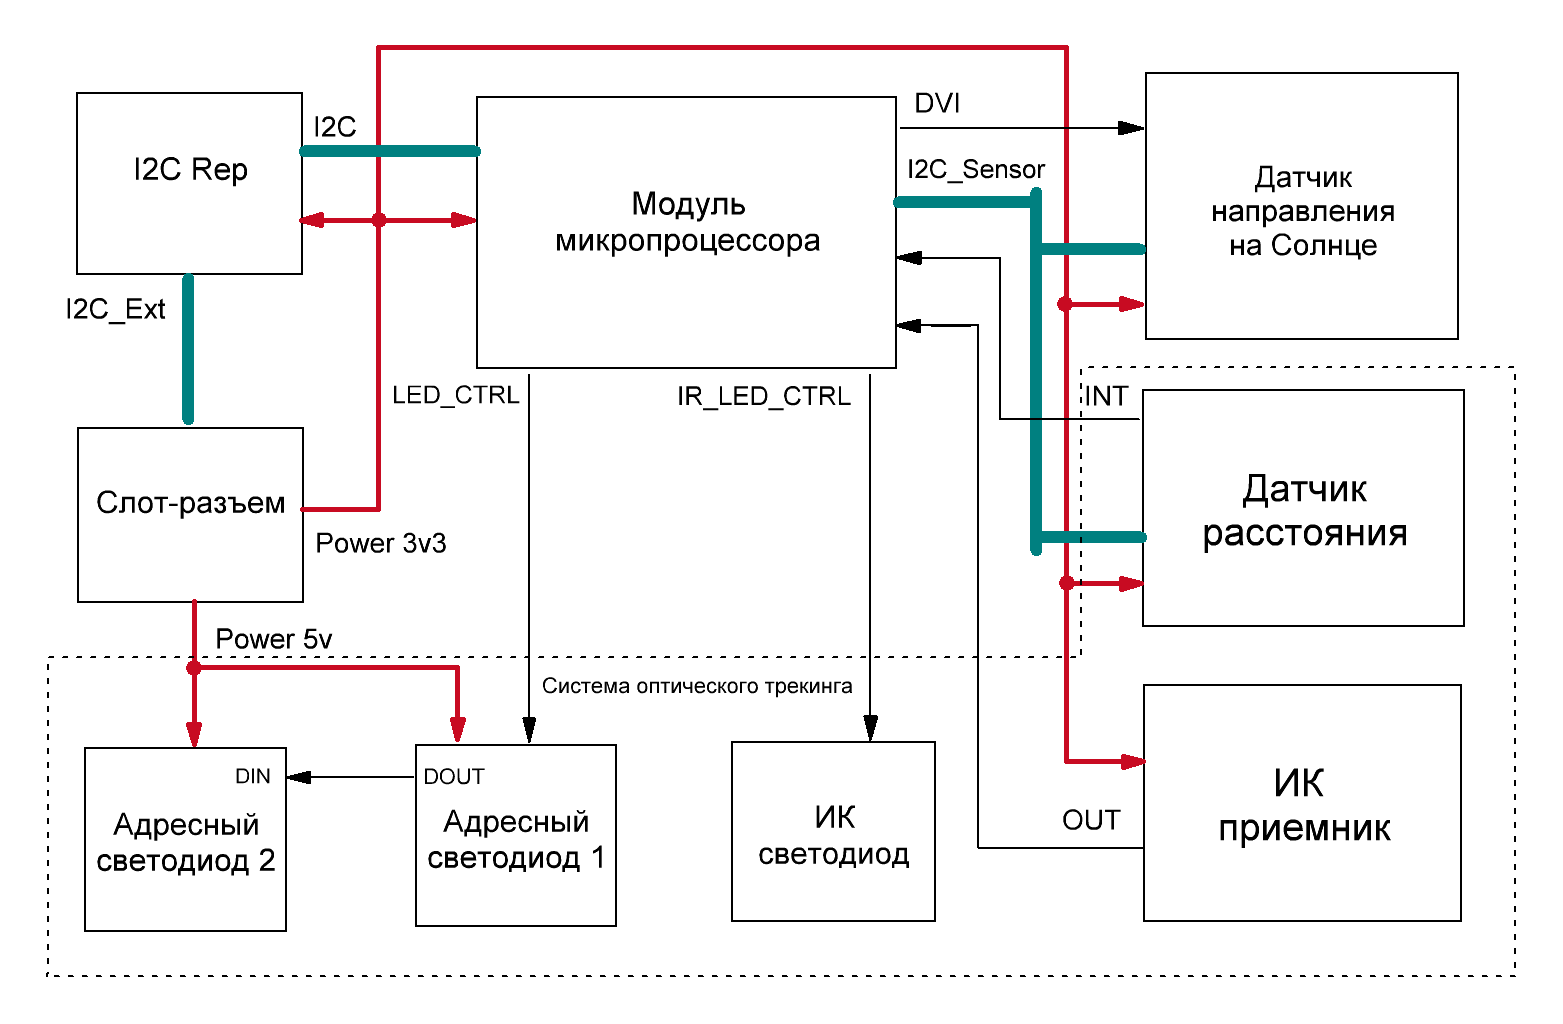 DVI
I2C
I2C Rep
I2C_Sensor
Модуль
микропроцессора
Датчик
направления
на Солнце
I2C_Ext
LED_CTRL
IR_LED_CTRL
INT
Слот-разъем
Датчик
расстояния
Power 3v3
Power 5v
Система оптического трекинга
DIN
DOUT
Адресный
светодиод 2
Адресный
светодиод 1
ИК
светодиод
OUT
ИК
приемник